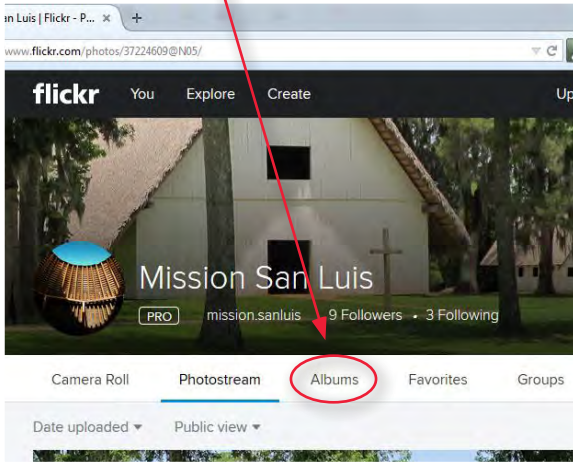 an Luis | Flickr - P... × +
www.flickr.com/photos/37224609@N05/
flickr You Explore Create Up
Mission San Luis
PRO mission.sanluis 9 Followers • 3 Following
Camera Roll Photostream Albums Favorites Groups
Date uploaded ▾ Public view ▾